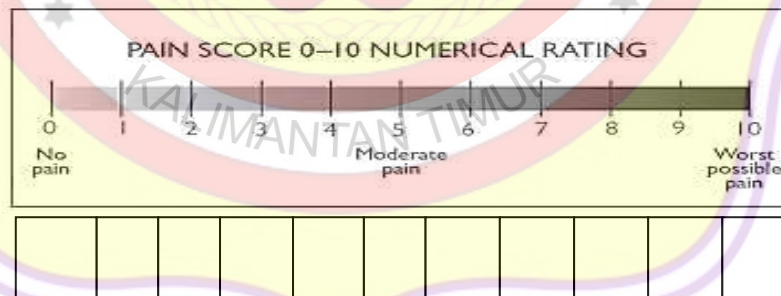 PAIN SCORE 0–10 NUMERICAL RATING
KALIMANTAN TIMUR
0 1 2 3 4 5 6 7 8 9 10
No pain
Moderate pain
Worst possible pain